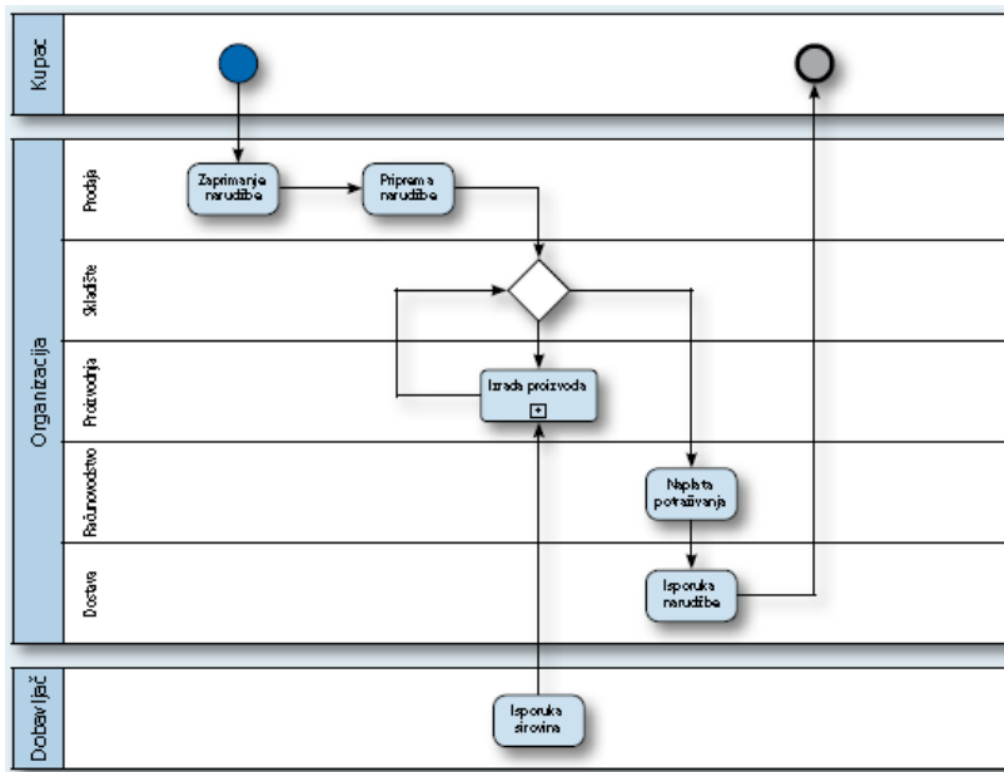 Kupac
Organizacija
Prodaja
Zaprimanje
narudžbe
Priprema
narudžbe
Skladište
Proizvodnja
Izrada proizvoda
+
Računovodstvo
Naplata
potraživanja
Dostava
Isporuka
narudžbe
Dobavljač
Isporuka
sirovina